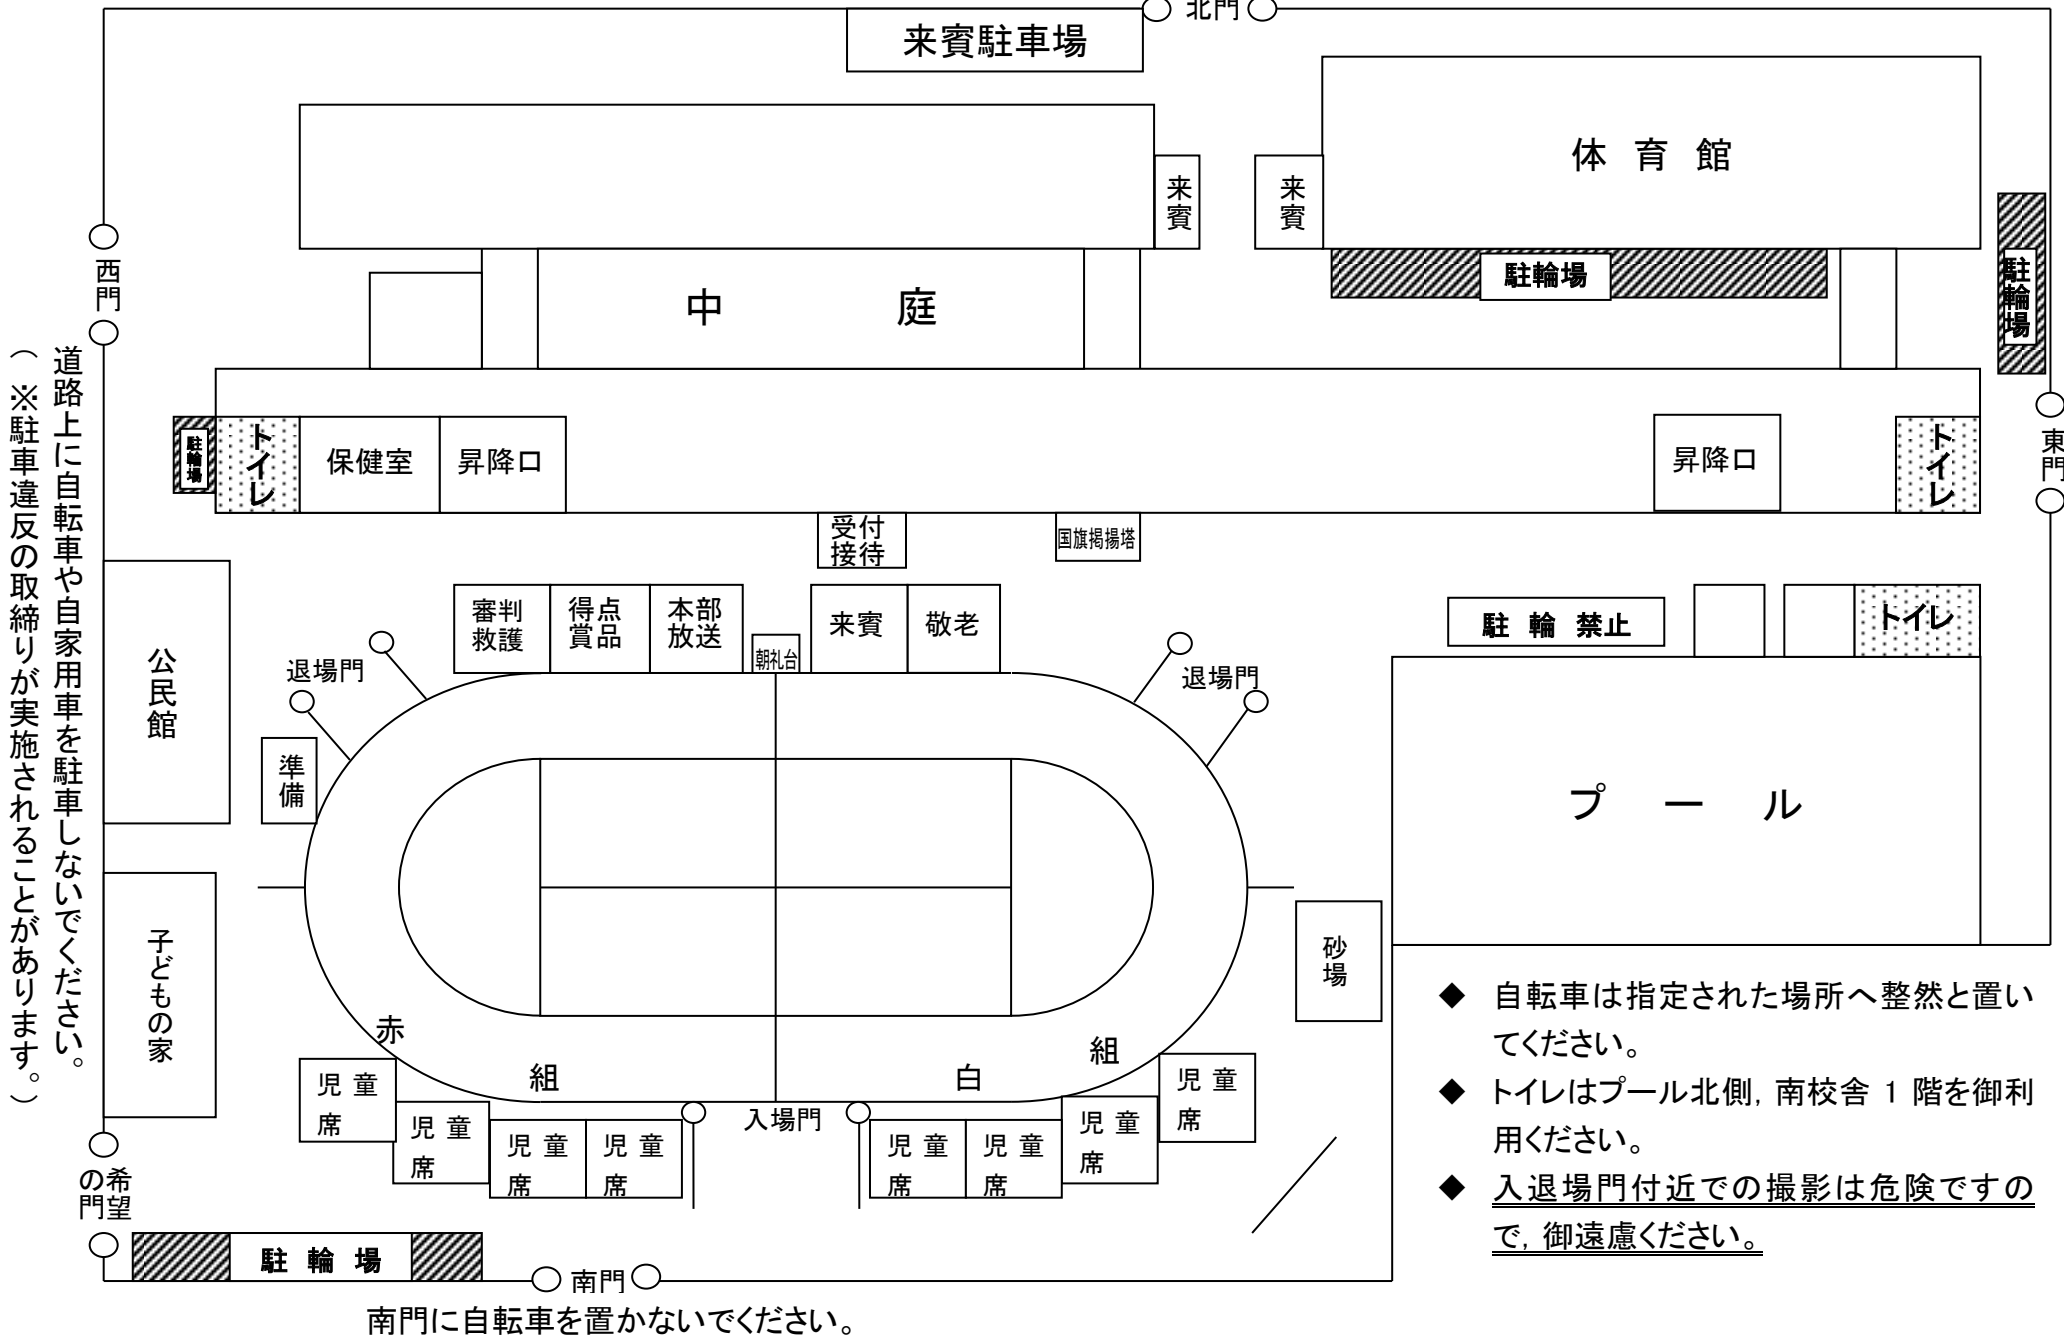 北門
来賓駐車場
体育館
来賓
来賓
駐輪場
駐輪場
西門
中庭
道路上に自転車や自家用車を駐車しないでください。
（※駐車違反の取締りが実施されることがあります。）
駐輪場
トイレ
保健室
昇降口
昇降口
トイレ
東門
受付
接待
国旗掲揚塔
審判
救護
得点
賞品
本部
放送
朝礼台
来賓
敬老
駐輪禁止
トイレ
退場門
退場門
公民館
準備
プール
子どもの家
砂場
赤
組
白
組
児童
席
児童
席
児童
席
児童
席
入場門
児童
席
児童
席
児童
席
児童
席
◆ 自転車は指定された場所へ整然と置い
てください。
◆ トイレはプール北側, 南校舎 1 階を御利
用ください。
◆ 入退場門付近での撮影は危険ですの
で, 御遠慮ください。
希望
の門
駐輪場
南門
南門に自転車を置かないでください。